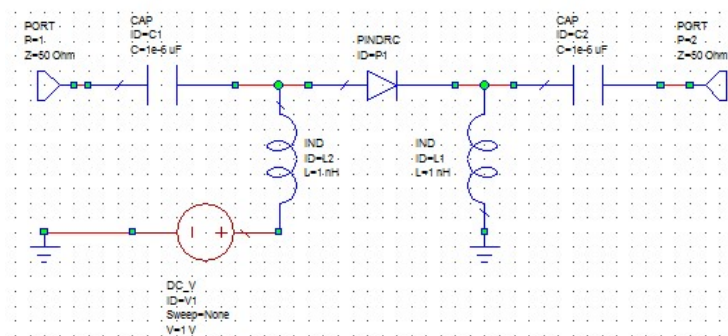 PORT
P=1
Z=50 Ohm
CAP
ID=C1
C=1e-6 uF
PINDRC
ID=P1
CAP
ID=C2
C=1e-6 uF
PORT
P=2
Z=50 Ohm
IND
ID=L2
L=1 nH
IND
ID=L1
L=1 nH
DC_V
ID=V1
Sweep=None
V=1 V